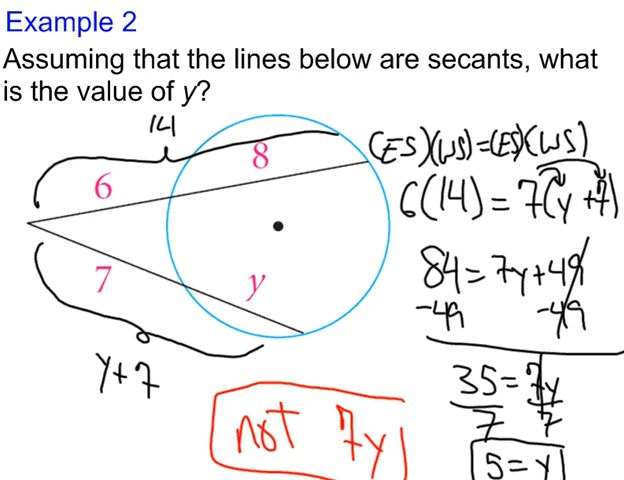 Example 2
Assuming that the lines below are secants, what
is the value of y?
14
(ES)(WS)=(ES)(WS)
8
6
6(14)=7(y+7)
7
y
84=7y+49
-49 -49
y+7
35=7y
7 7
not 7y
5=y